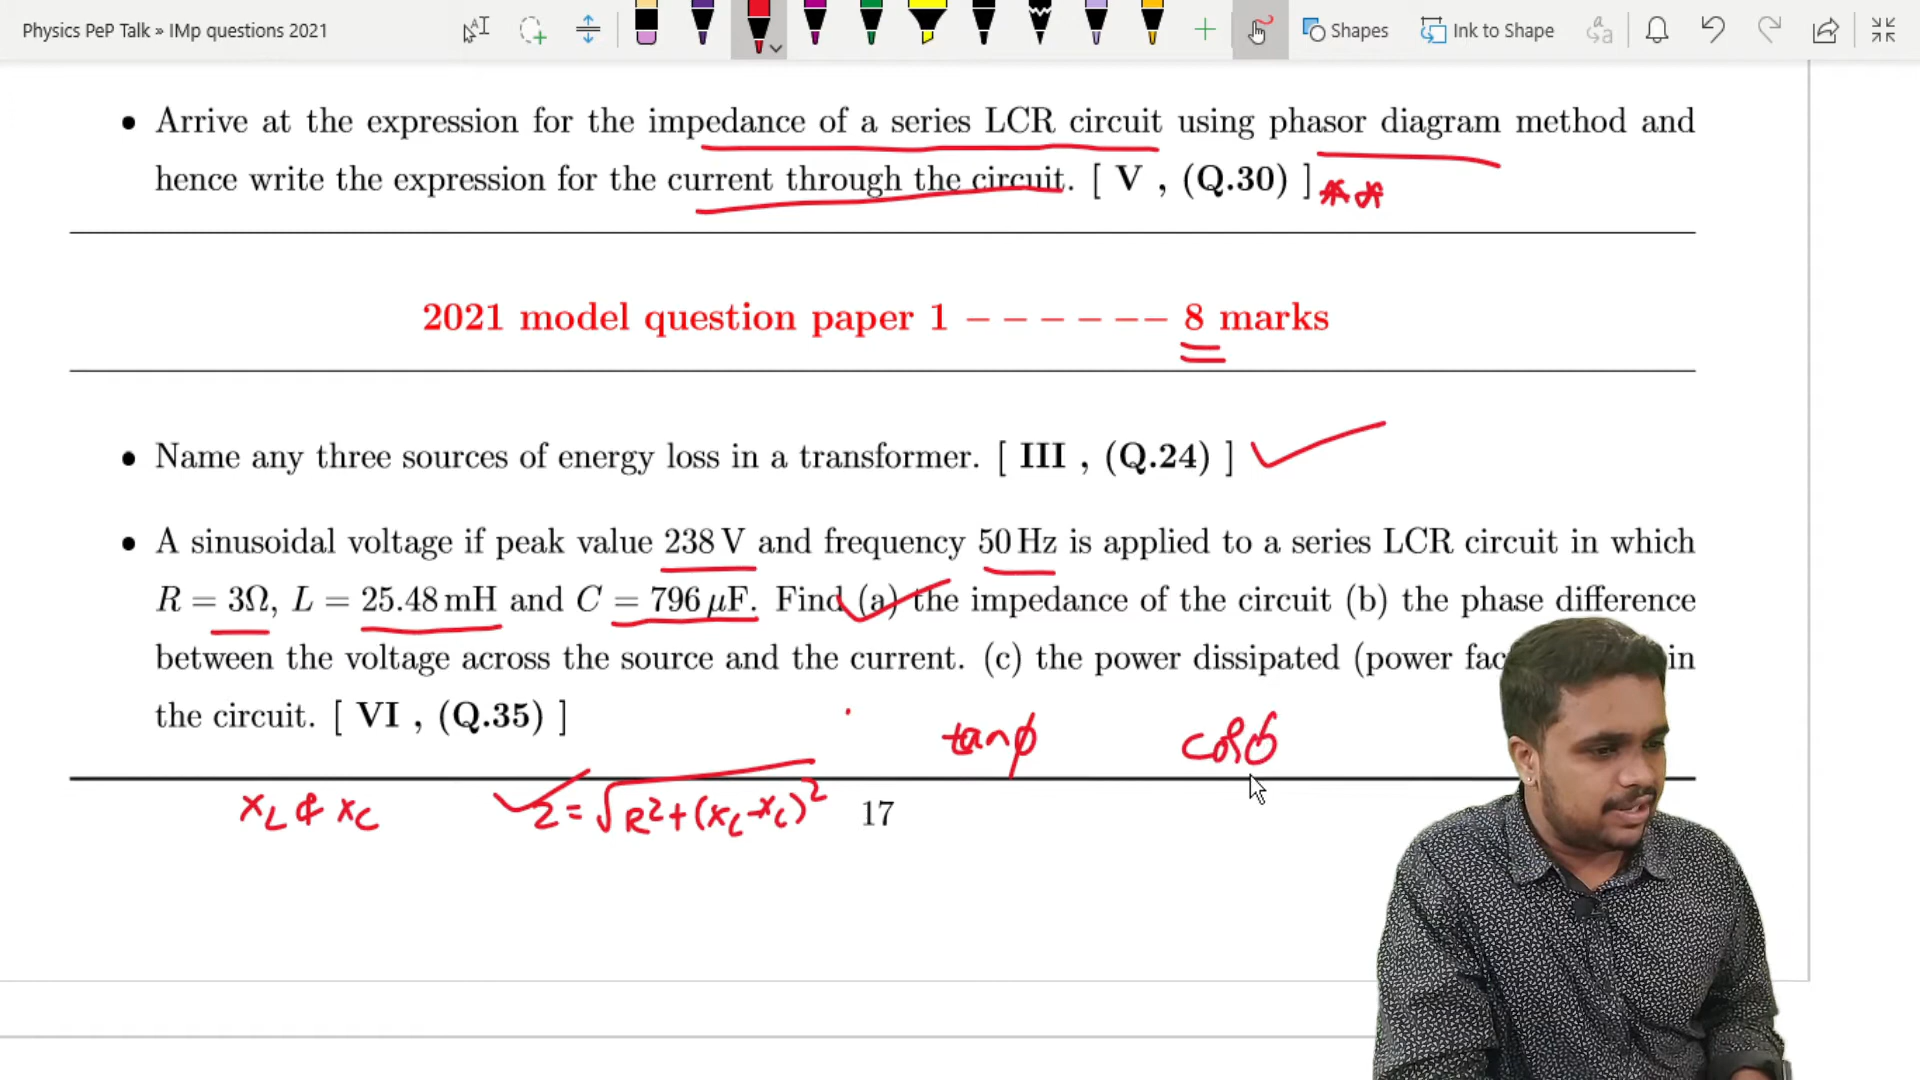 Physics PeP Talk » IMp questions 2021
Shapes
Ink to Shape
• Arrive at the expression for the impedance of a series LCR circuit using phasor diagram method and
hence write the expression for the current through the circuit. [ V , (Q.30) ]
2021 model question paper 1 − − − − − − 8 marks
• Name any three sources of energy loss in a transformer. [ III , (Q.24) ]
• A sinusoidal voltage if peak value 238 V and frequency 50 Hz is applied to a series LCR circuit in which
R = 3Ω, L = 25.48 mH and C = 796 μF. Find (a) the impedance of the circuit (b) the phase difference
between the voltage across the source and the current. (c) the power dissipated (power in
the circuit. [ VI , (Q.35) ]
tanϕ cosϕ
XL & XC Z = √R²+(XL-XC)² 17